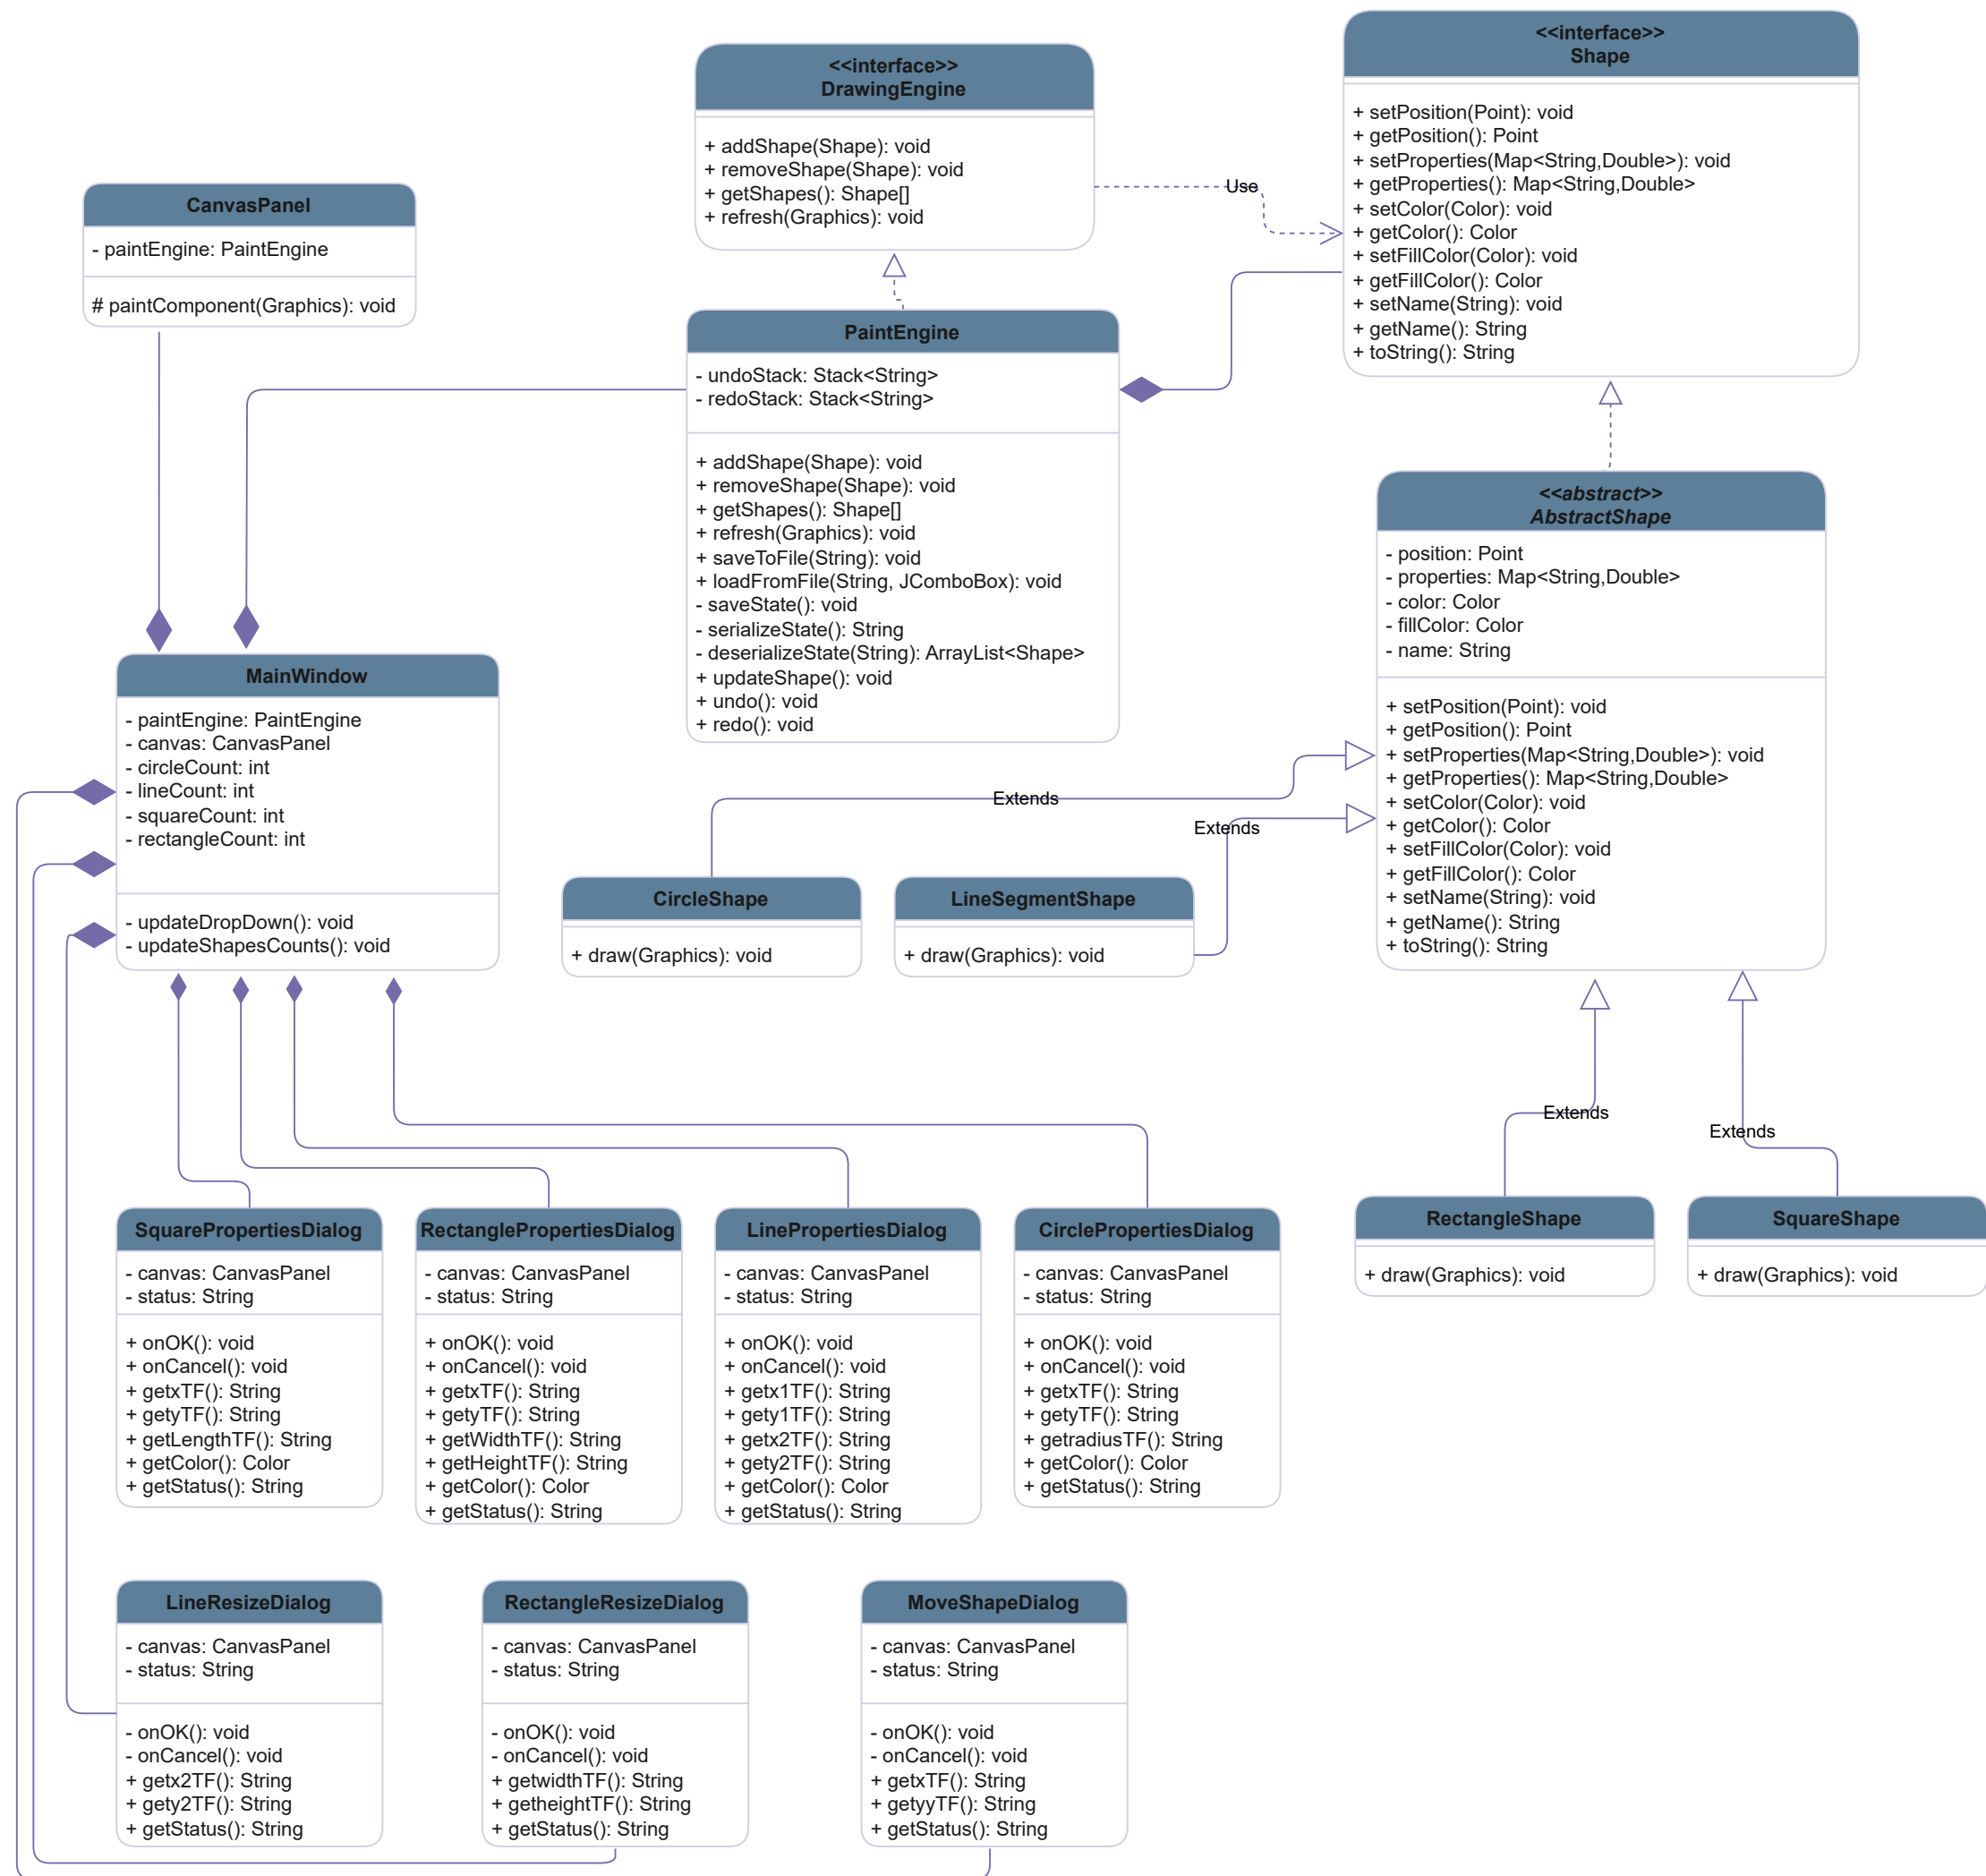 <<interface>>
Shape
+ setPosition(Point): void
+ getPosition(): Point
+ setProperties(Map<String,Double>): void
+ getProperties(): Map<String,Double>
+ setColor(Color): void
+ getColor(): Color
+ setFillColor(Color): void
+ getFillColor(): Color
+ setName(String): void
+ getName(): String
+ toString(): String
<<interface>>
DrawingEngine
+ addShape(Shape): void
+ removeShape(Shape): void
+ getShapes(): Shape[]
+ refresh(Graphics): void
Use
CanvasPanel
- paintEngine: PaintEngine
# paintComponent(Graphics): void
PaintEngine
- undoStack: Stack<String>
- redoStack: Stack<String>
+ addShape(Shape): void
+ removeShape(Shape): void
+ getShapes(): Shape[]
+ refresh(Graphics): void
+ saveToFile(String): void
+ loadFromFile(String, JComboBox): void
- saveState(): void
- serializeState(): String
- deserializeState(String): ArrayList<Shape>
+ updateShape(): void
+ undo(): void
+ redo(): void
<<abstract>>
AbstractShape
- position: Point
- properties: Map<String,Double>
- color: Color
- fillColor: Color
- name: String
+ setPosition(Point): void
+ getPosition(): Point
+ setProperties(Map<String,Double>): void
+ getProperties(): Map<String,Double>
+ setColor(Color): void
+ getColor(): Color
+ setFillColor(Color): void
+ getFillColor(): Color
+ setName(String): void
+ getName(): String
+ toString(): String
MainWindow
- paintEngine: PaintEngine
- canvas: CanvasPanel
- circleCount: int
- lineCount: int
- squareCount: int
- rectangleCount: int
- updateDropDown(): void
- updateShapesCounts(): void
Extends
Extends
CircleShape
+ draw(Graphics): void
LineSegmentShape
+ draw(Graphics): void
Extends
Extends
SquarePropertiesDialog
- canvas: CanvasPanel
- status: String
+ onOK(): void
+ onCancel(): void
+ getxTF(): String
+ getyTF(): String
+ getLengthTF(): String
+ getColor(): Color
+ getStatus(): String
RectanglePropertiesDialog
- canvas: CanvasPanel
- status: String
+ onOK(): void
+ onCancel(): void
+ getxTF(): String
+ getyTF(): String
+ getWidthTF(): String
+ getHeightTF(): String
+ getColor(): Color
+ getStatus(): String
LinePropertiesDialog
- canvas: CanvasPanel
- status: String
+ onOK(): void
+ onCancel(): void
+ getx1TF(): String
+ gety1TF(): String
+ getx2TF(): String
+ gety2TF(): String
+ getColor(): Color
+ getStatus(): String
CirclePropertiesDialog
- canvas: CanvasPanel
- status: String
+ onOK(): void
+ onCancel(): void
+ getxTF(): String
+ getyTF(): String
+ getradiusTF(): String
+ getColor(): Color
+ getStatus(): String
RectangleShape
+ draw(Graphics): void
SquareShape
+ draw(Graphics): void
LineResizeDialog
- canvas: CanvasPanel
- status: String
- onOK(): void
- onCancel(): void
+ getx2TF(): String
+ gety2TF(): String
+ getStatus(): String
RectangleResizeDialog
- canvas: CanvasPanel
- status: String
- onOK(): void
- onCancel(): void
+ getwidthTF(): String
+ getheightTF(): String
+ getStatus(): String
MoveShapeDialog
- canvas: CanvasPanel
- status: String
- onOK(): void
- onCancel(): void
+ getxTF(): String
+ getyyTF(): String
+ getStatus(): String